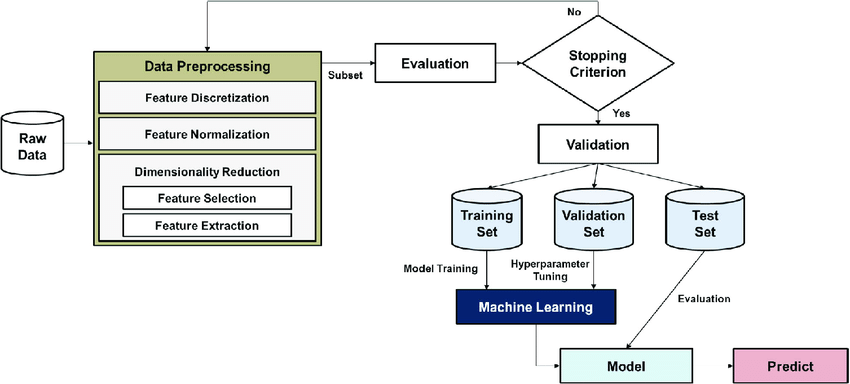 No
Data Preprocessing
Subset
Evaluation
Stopping
Criterion
Feature Discretization
Feature Normalization
Yes
Raw
Data
Validation
Dimensionality Reduction
Feature Selection
Feature Extraction
Training
Set
Validation
Set
Test
Set
Model Training
Hyperparameter
Tuning
Machine Learning
Evaluation
Model
Predict